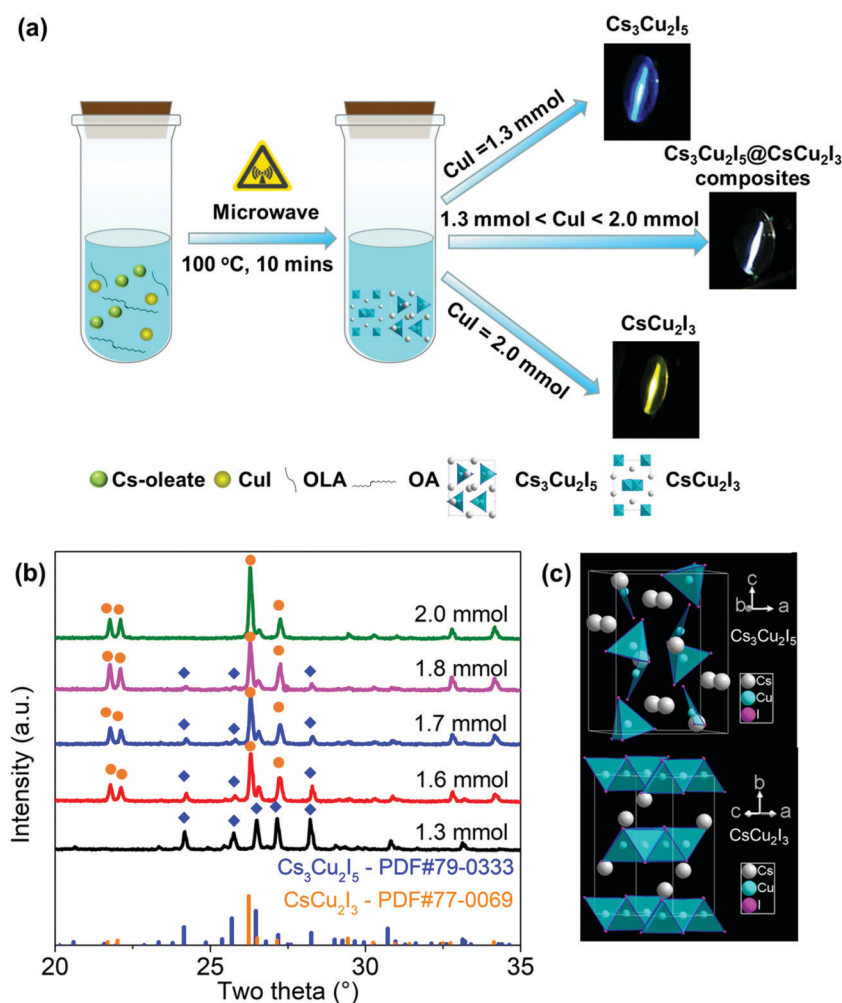 (a)
Cs3Cu2I5
CuI =1.3 mmol
Cs3Cu2I5@CsCu2I3
composites
Microwave
1.3 mmol < CuI < 2.0 mmol
100 ºC, 10 mins
CuI = 2.0 mmol
CsCu2I3
Cs-oleate CuI OLA OA Cs3Cu2I5 CsCu2I3
(b)
2.0 mmol
1.8 mmol
1.7 mmol
1.6 mmol
1.3 mmol
Cs3Cu2I5 - PDF#79-0333
CsCu2I3 - PDF#77-0069
Intensity (a.u.)
20 25 30 35
Two theta (°)
(c)
c
b a
Cs3Cu2I5
Cs
Cu
I
b
c a
CsCu2I3
Cs
Cu
I